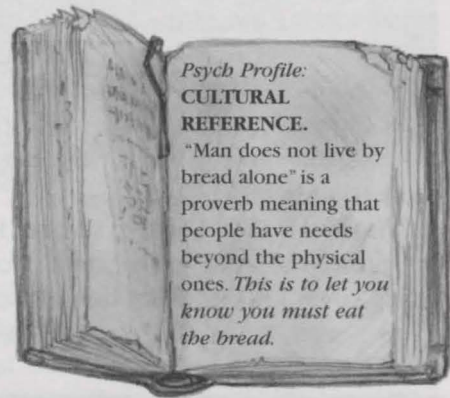 Psych Profile:
CULTURAL
REFERENCE.
"Man does not live by
bread alone" is a
proverb meaning that
people have needs
beyond the physical
ones. This is to let you
know you must eat
the bread.